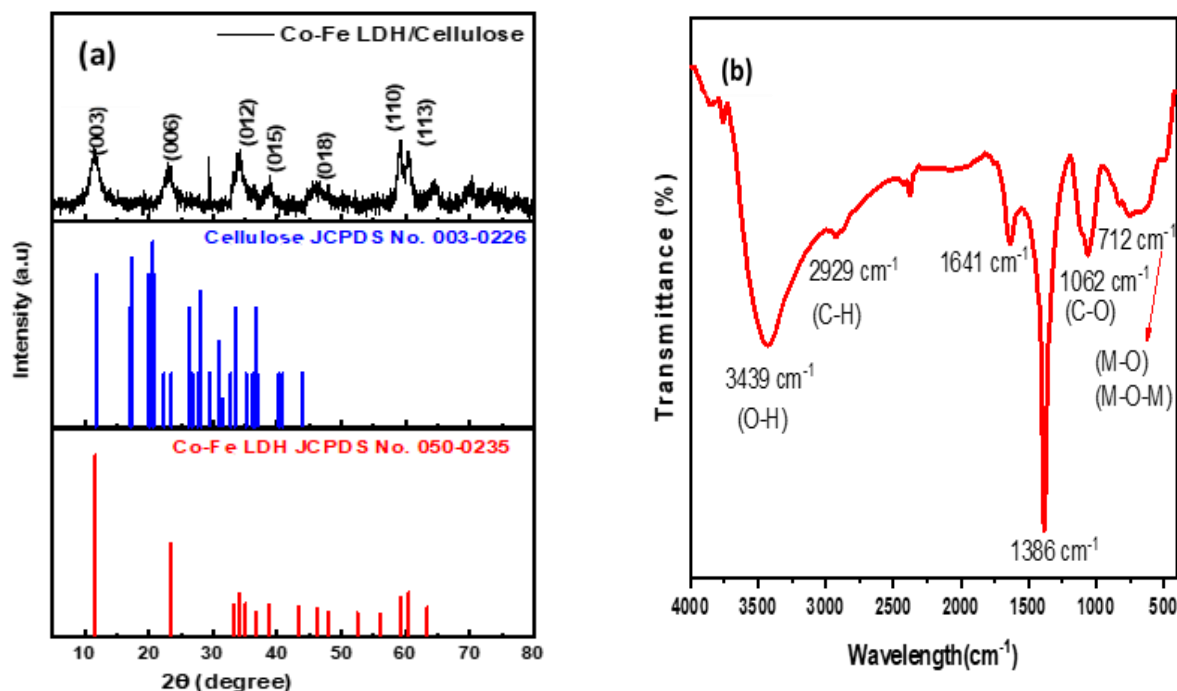 (a)
Co-Fe LDH/Cellulose
(003)
(006)
(012)
(015)
(018)
(110)
(113)
Cellulose JCPDS No. 003-0226
Co-Fe LDH JCPDS No. 050-0235
Intensity (a.u)
10 20 30 40 50 60 70 80
2θ (degree)
(b)
Transmittance (%)
3439 cm⁻¹
(O-H)
2929 cm⁻¹
(C-H)
1641 cm⁻¹
1386 cm⁻¹
1062 cm⁻¹
(C-O)
712 cm⁻¹
(M-O)
(M-O-M)
4000 3500 3000 2500 2000 1500 1000 500
Wavelength(cm⁻¹)